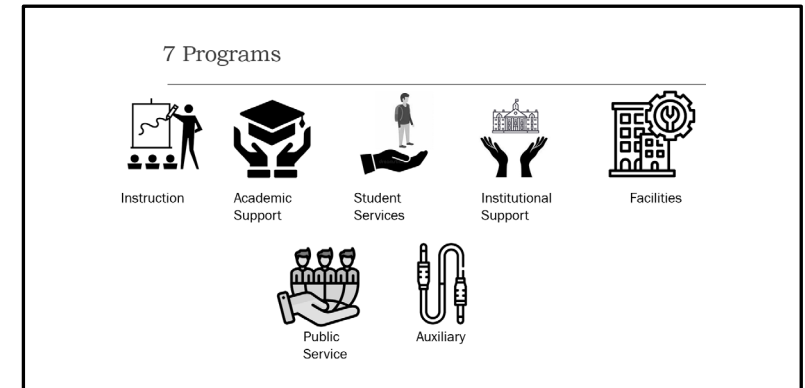 7 Programs
Instruction
Academic
Support
Student
Services
Institutional
Support
Facilities
Public
Service
Auxiliary